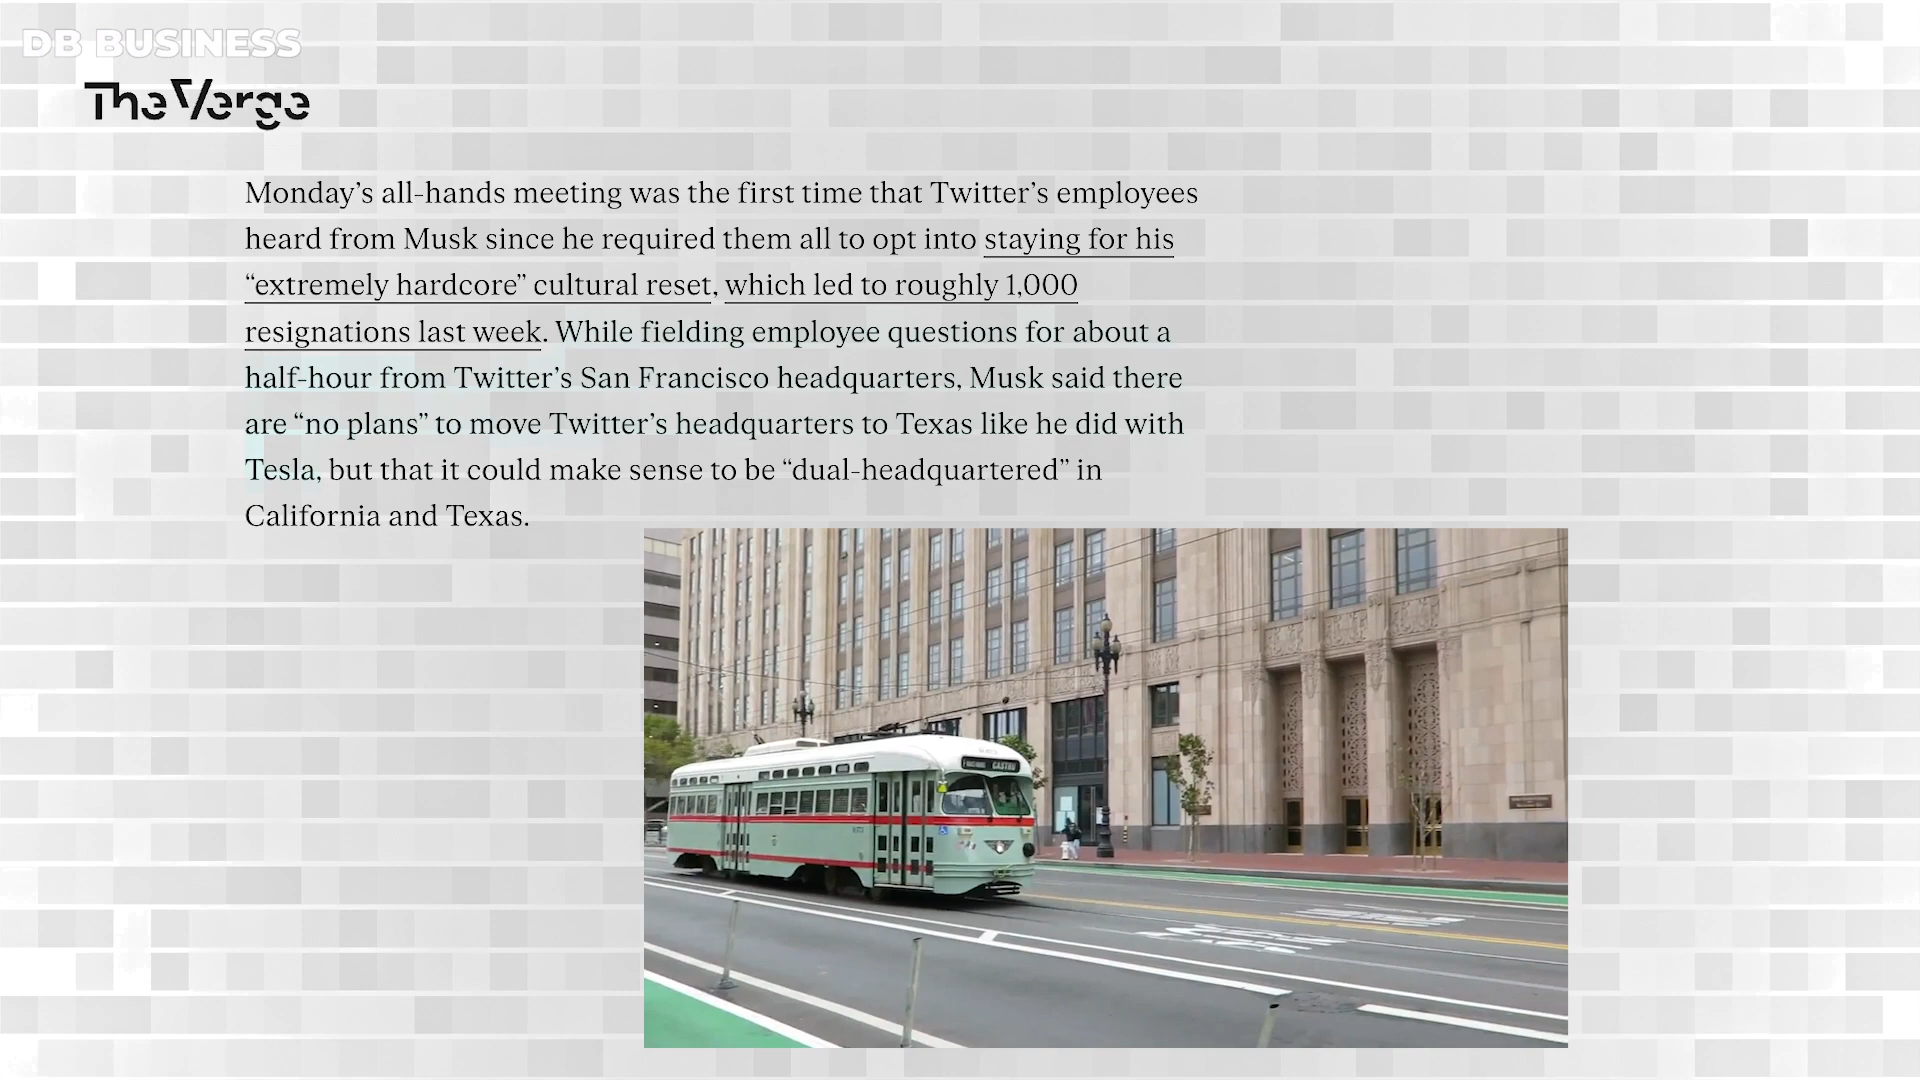 DB BUSINESS
The Verge
Monday’s all-hands meeting was the first time that Twitter’s employees
heard from Musk since he required them all to opt into staying for his
“extremely hardcore” cultural reset, which led to roughly 1,000
resignations last week. While fielding employee questions for about a
half-hour from Twitter’s San Francisco headquarters, Musk said there
are “no plans” to move Twitter’s headquarters to Texas like he did with
Tesla, but that it could make sense to be “dual-headquartered” in
California and Texas.
CASTRO